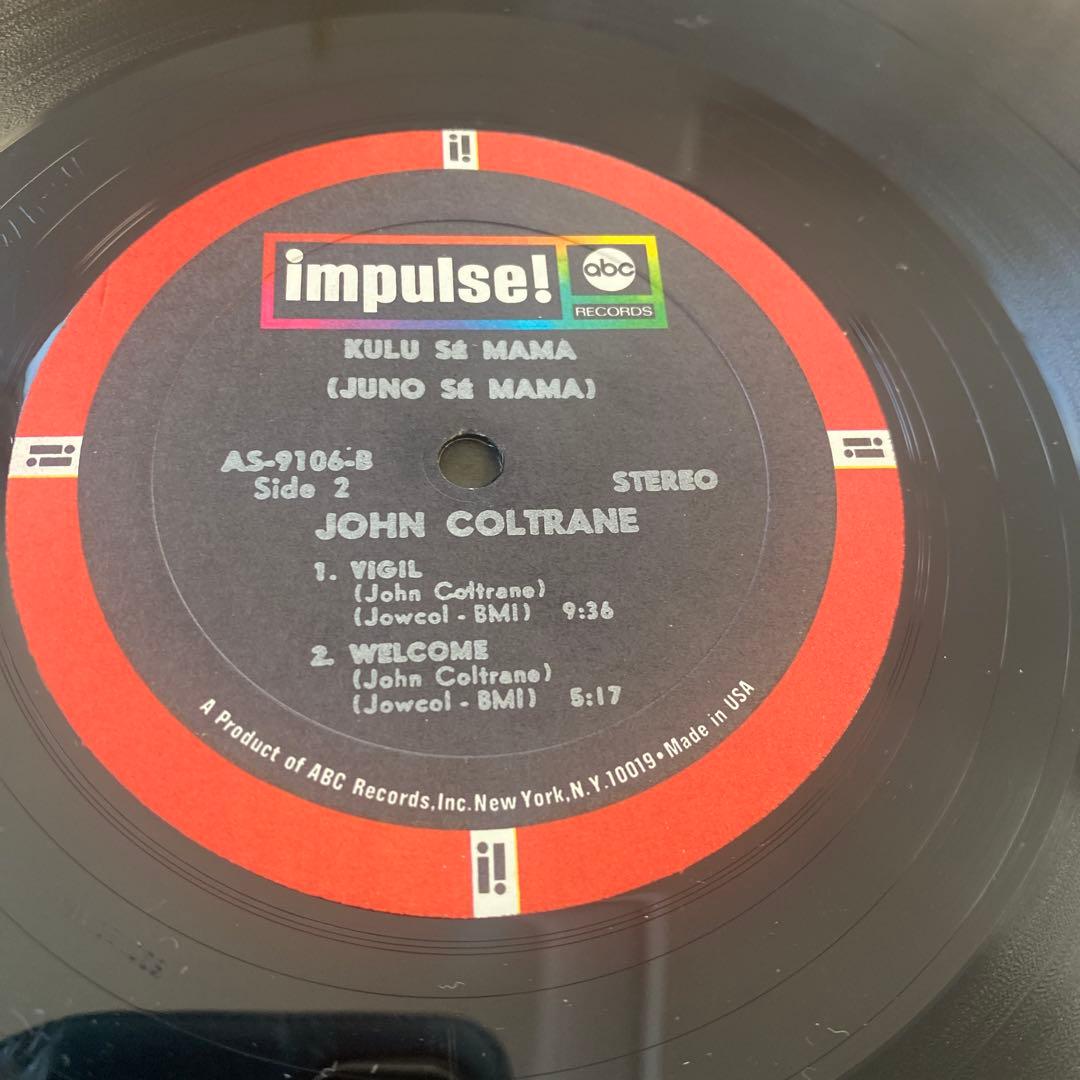 i!
impulse!
abc
RECORDS
KULU SÉ MAMA
(JUNO SÉ MAMA)
AS-9106-B
Side 2
STEREO
JOHN COLTRANE
1. VIGIL
(John Coltrane)
(Jowcol - BMI) 9:36
2. WELCOME
(John Coltrane)
(Jowcol - BMI) 5:17
A Product of ABC Records, Inc. New York, N.Y. 10019 • Made in USA
i!
i!
i!